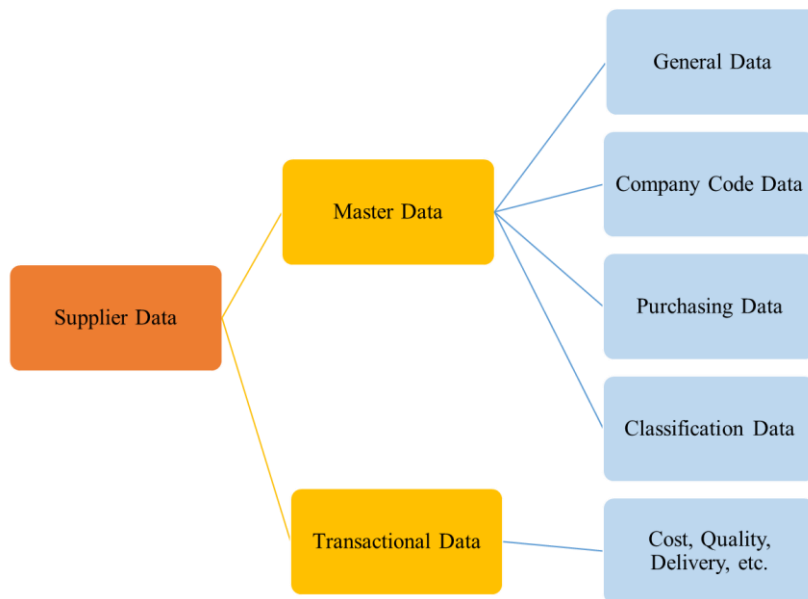 General Data
Company Code Data
Master Data
Purchasing Data
Supplier Data
Classification Data
Transactional Data
Cost, Quality,
Delivery, etc.